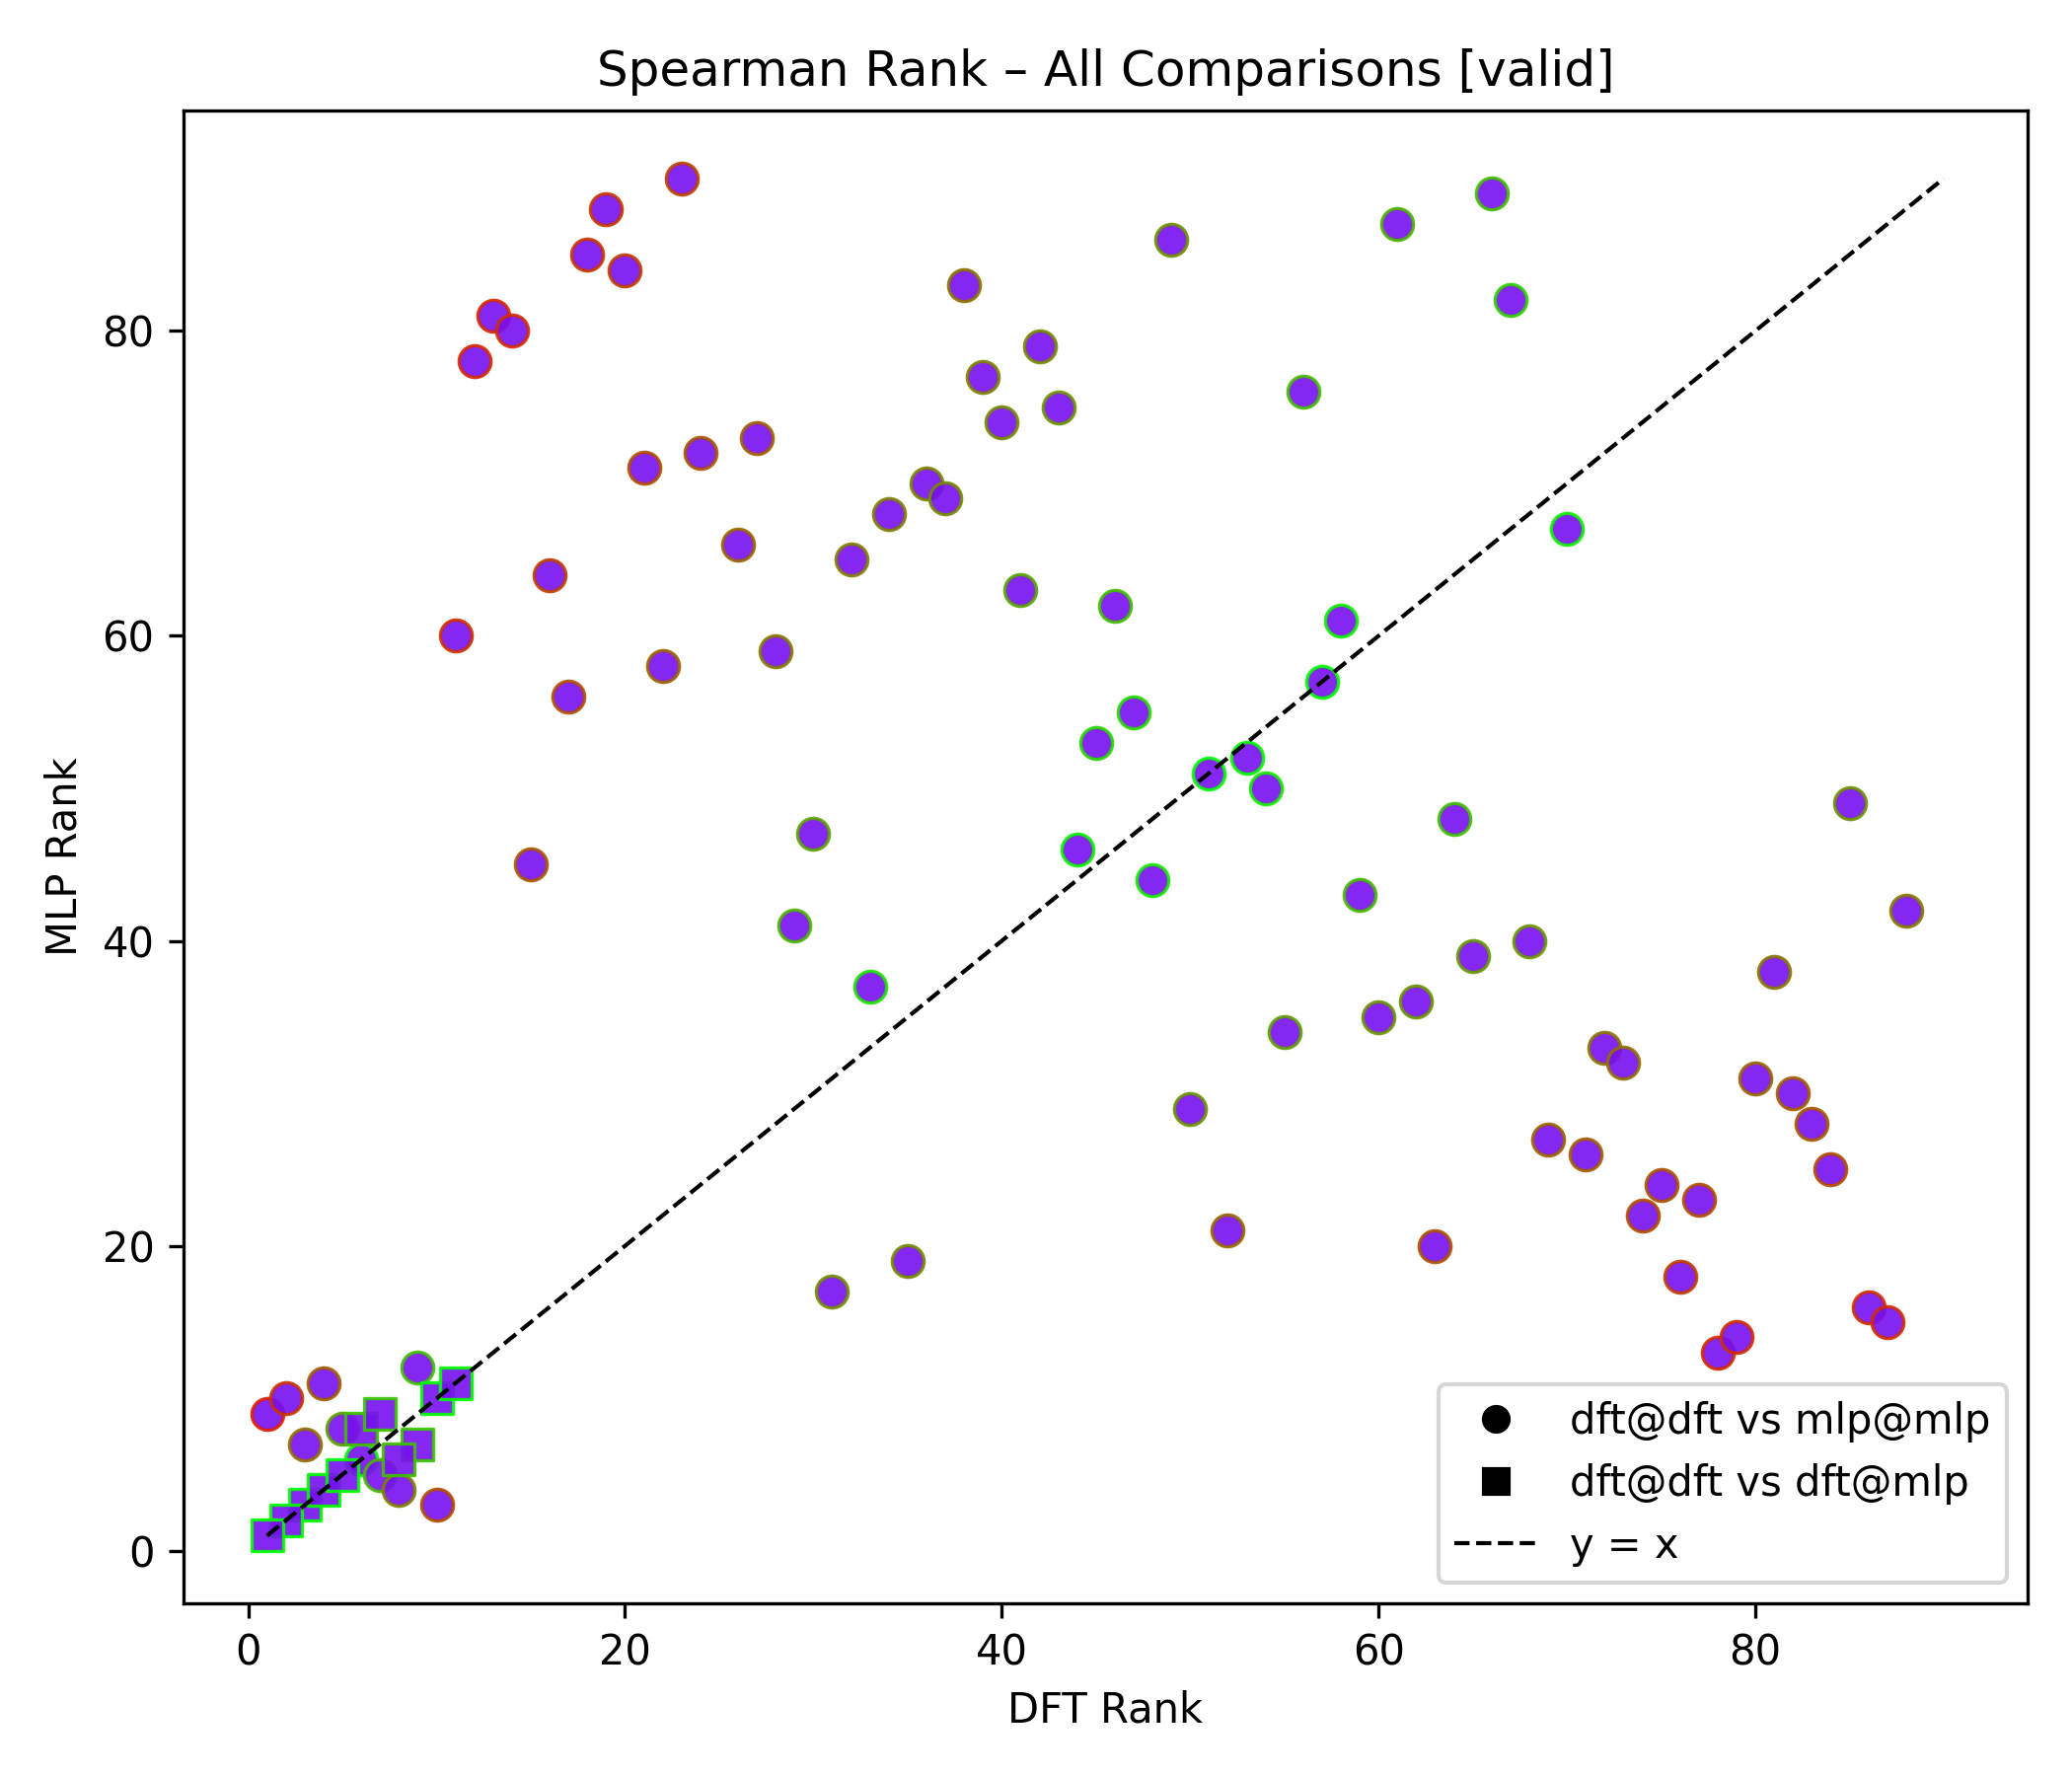 Spearman Rank – All Comparisons [valid]
MLP Rank
80
60
40
20
0
0 20 40 60 80
DFT Rank
dft@dft vs mlp@mlp
dft@dft vs dft@mlp
y = x